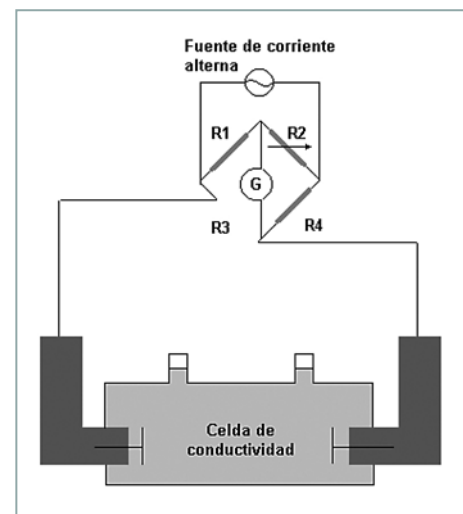 Fuente de corriente
alterna
R1
R2
G
R3
R4
Celda de
conductividad